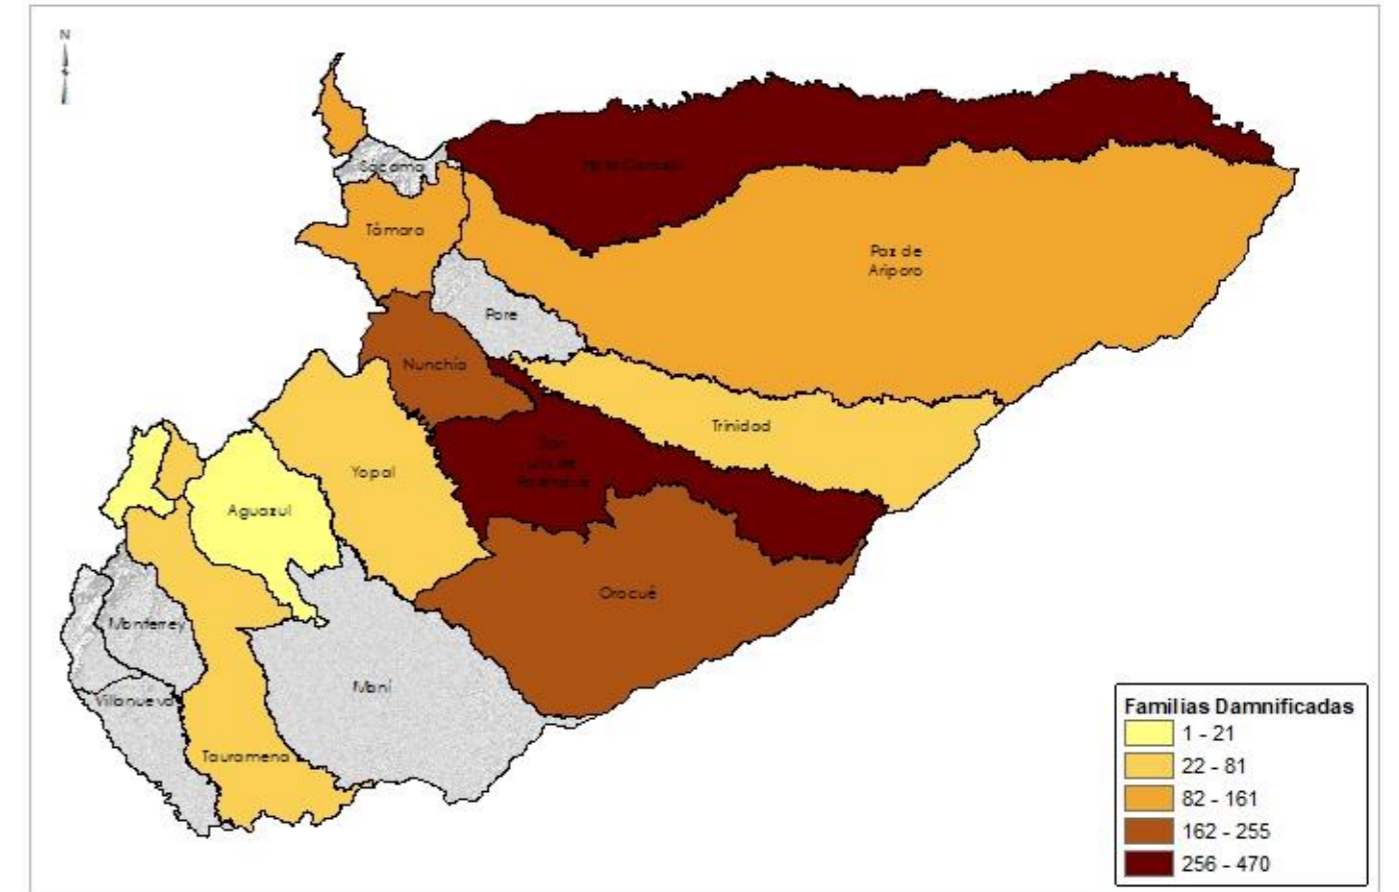 N
Sácama
Hato Corozal
Támara
Paz de
Ariporo
Pore
Nunchía
Trinidad
San
Luis de
Palenque
Yopal
Aguazul
Orocué
Monterrey
Maní
Villanueva
Tauramena
Familias Damnificadas
1 - 21
22 - 81
82 - 161
162 - 255
256 - 470